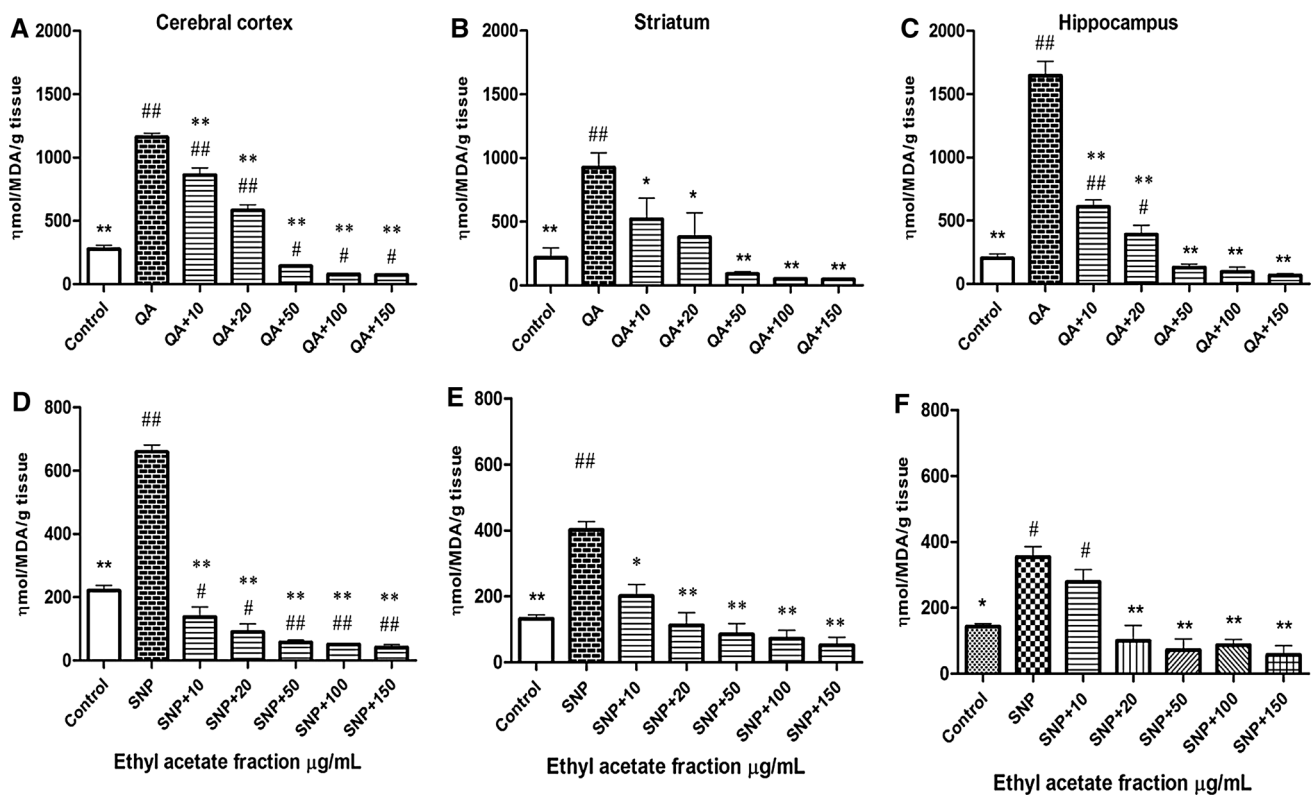 A
Cerebral cortex
ηmol/MDA/g tissue
2000
1500
1000
500
0
**
##
**
##
**
##
**
#
**
#
**
#
Control
QA
QA+10
QA+20
QA+50
QA+100
QA+150
B
Striatum
ηmol/MDA/g tissue
2000
1500
1000
500
0
**
##
*
*
**
**
**
Control
QA
QA+10
QA+20
QA+50
QA+100
QA+150
C
Hippocampus
ηmol/MDA/g tissue
2000
1500
1000
500
0
**
##
**
##
**
#
**
**
**
Control
QA
QA+10
QA+20
QA+50
QA+100
QA+150
D
ηmol/MDA/g tissue
800
600
400
200
0
**
##
**
#
**
#
**
##
**
##
**
##
Control
SNP
SNP+10
SNP+20
SNP+50
SNP+100
SNP+150
Ethyl acetate fraction μg/mL
E
ηmol/MDA/g tissue
800
600
400
200
0
**
##
*
**
**
**
**
Control
SNP
SNP+10
SNP+20
SNP+50
SNP+100
SNP+150
Ethyl acetate fraction μg/mL
F
ηmol/MDA/g tissue
800
600
400
200
0
*
#
#
**
**
**
**
Control
SNP
SNP+10
SNP+20
SNP+50
SNP+100
SNP+150
Ethyl acetate fraction μg/mL